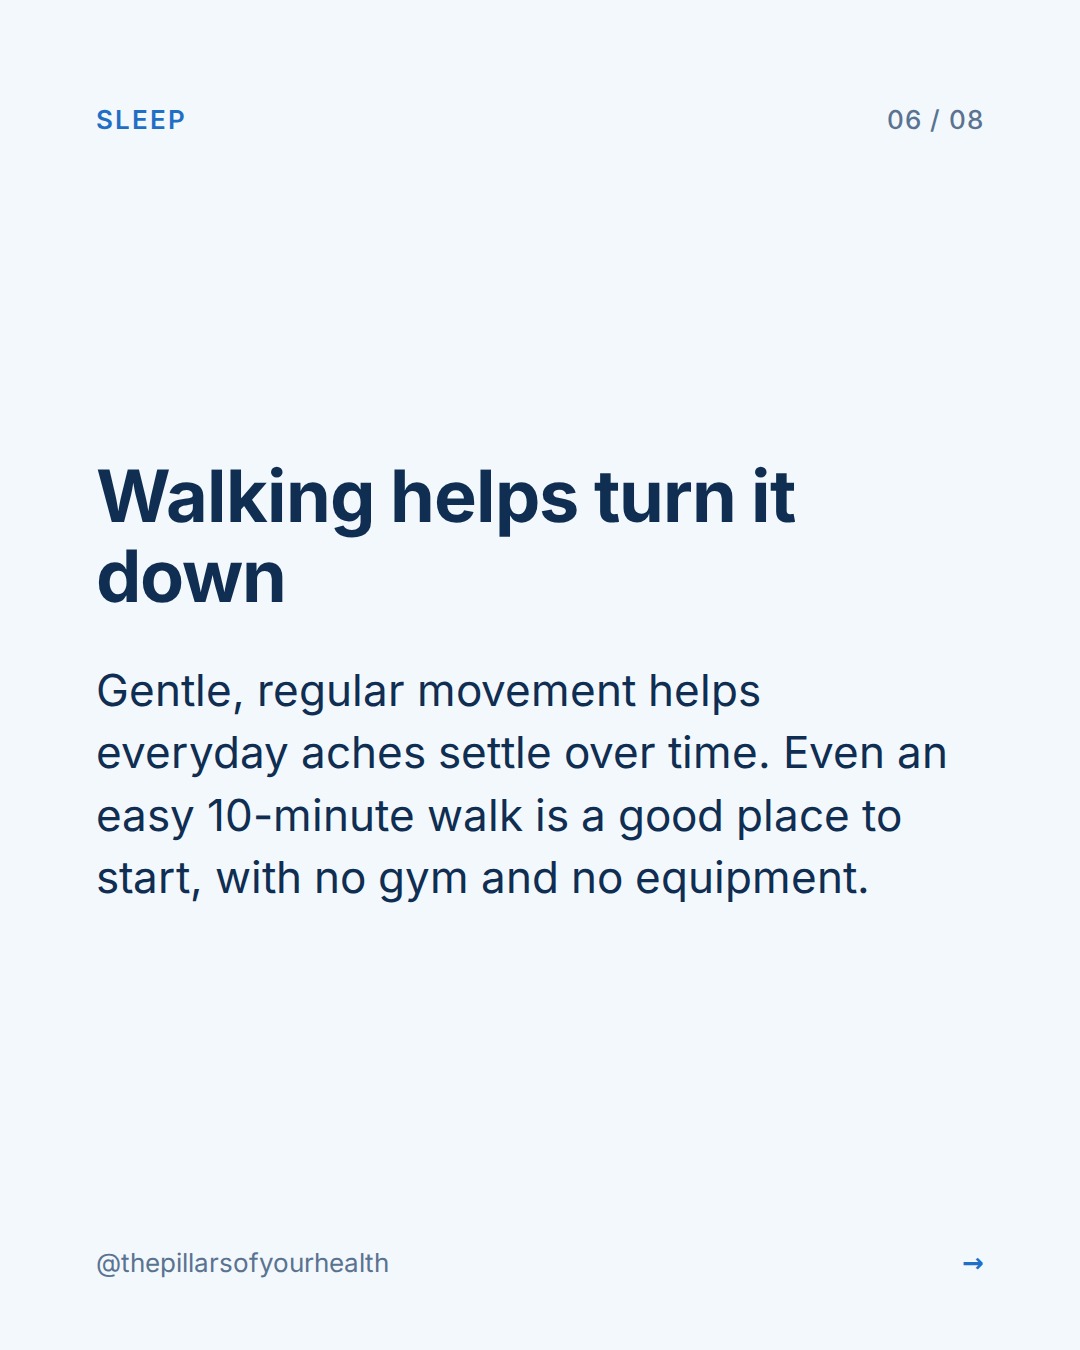 SLEEP
06 / 08
Walking helps turn it
down
Gentle, regular movement helps
everyday aches settle over time. Even an
easy 10-minute walk is a good place to
start, with no gym and no equipment.
@thepillarsofyourhealth
→